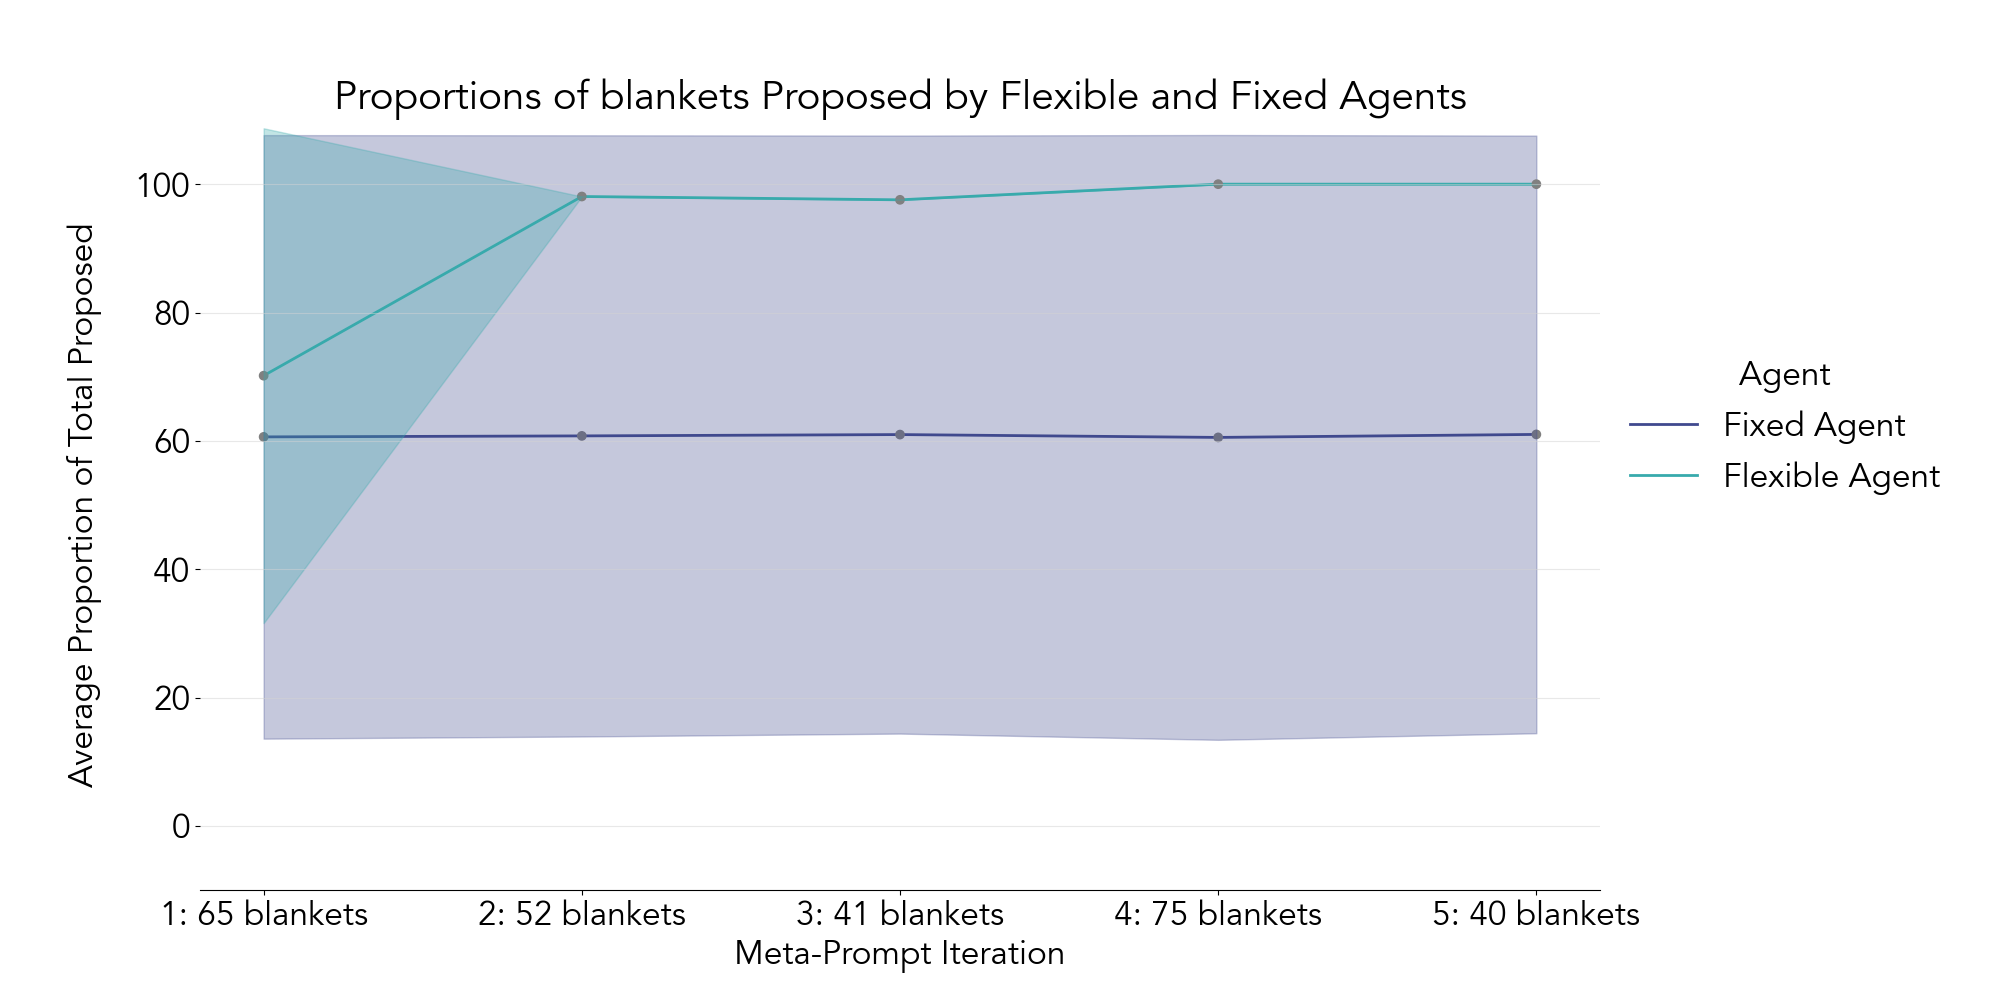 Proportions of blankets Proposed by Flexible and Fixed Agents
Average Proportion of Total Proposed
100
80
60
40
20
0
1: 65 blankets
2: 52 blankets
3: 41 blankets
4: 75 blankets
5: 40 blankets
Meta-Prompt Iteration
Agent
Fixed Agent
Flexible Agent